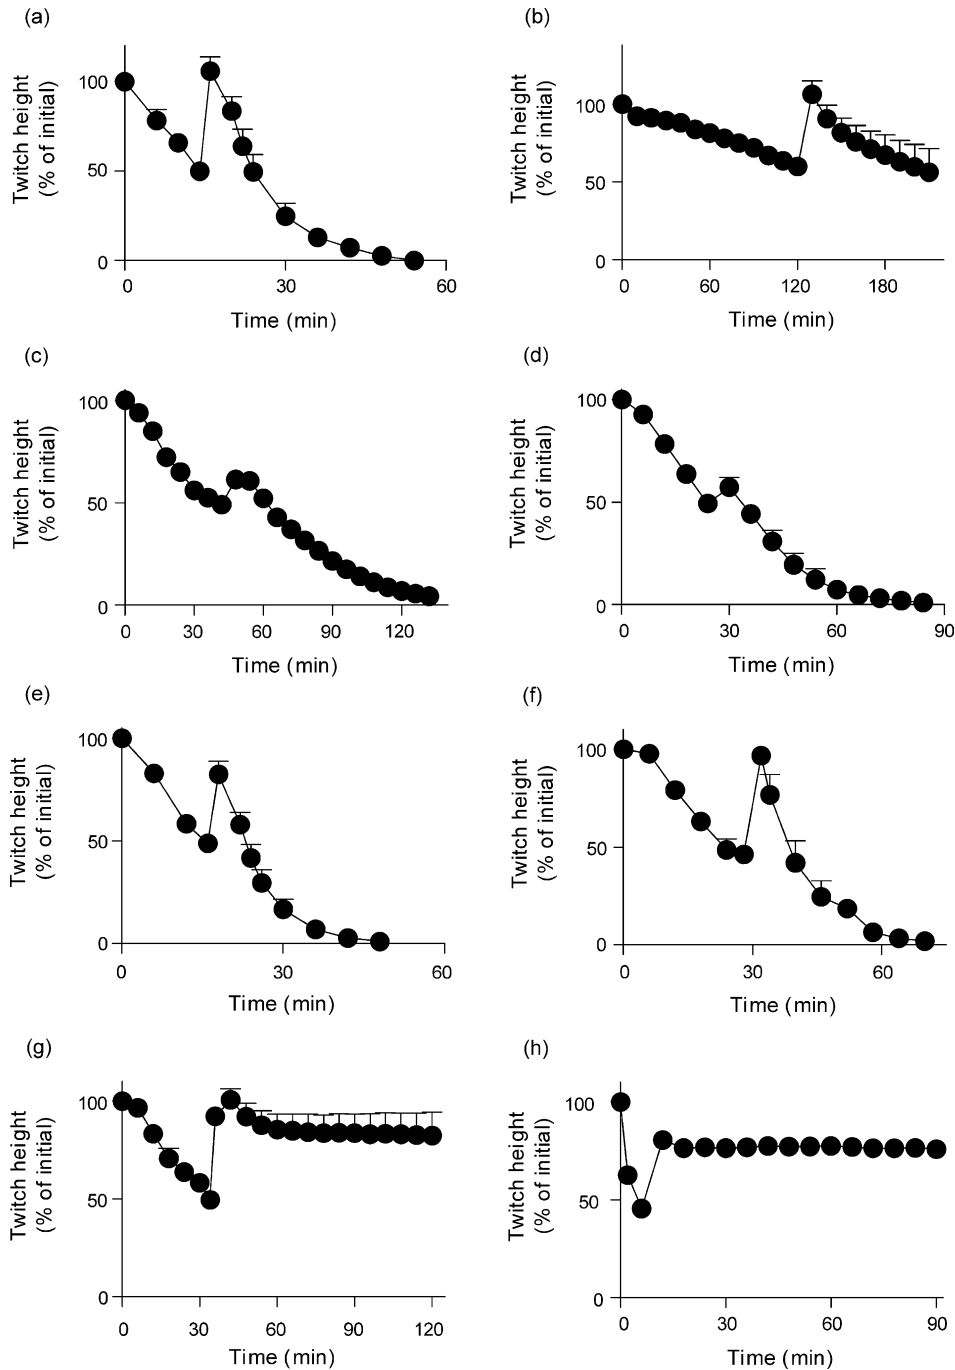 (a)
Twitch height
(% of initial)
100
50
0
0 30 60
Time (min)
(b)
Twitch height
(% of initial)
100
50
0
0 60 120 180
Time (min)
(c)
Twitch height
(% of initial)
100
50
0
0 30 60 90 120
Time (min)
(d)
Twitch height
(% of initial)
100
50
0
0 30 60 90
Time (min)
(e)
Twitch height
(% of initial)
100
50
0
0 30 60
Time (min)
(f)
Twitch height
(% of initial)
100
50
0
0 30 60
Time (min)
(g)
Twitch height
(% of initial)
100
50
0
0 30 60 90 120
Time (min)
(h)
Twitch height
(% of initial)
100
50
0
0 30 60 90
Time (min)